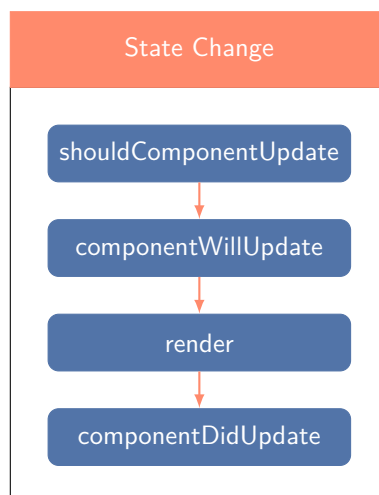 State Change
shouldComponentUpdate
componentWillUpdate
render
componentDidUpdate